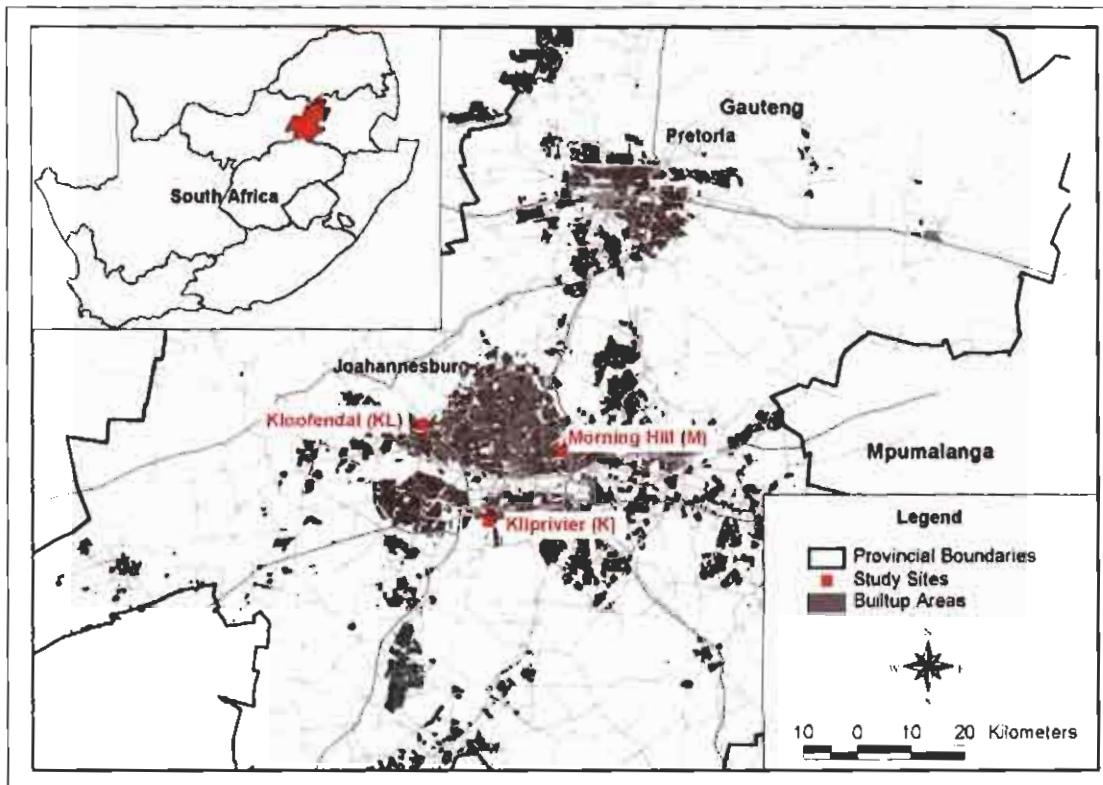 Gauteng
Pretoria
South Africa
Joahannesburg
Kloofendal (KL)
Morning Hill (M)
Mpumalanga
Kliprivier (K)
Legend
Provincial Boundaries
Study Sites
Builtup Areas
N
W E
S
10 0 10 20 Kilometers